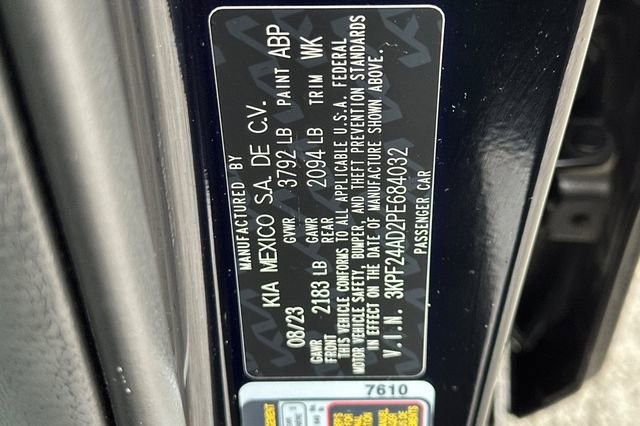 MANUFACTURED BY
KIA MEXICO S.A. DE C.V.
08/23 GVWR 3792 LB PAINT ABP
GAWR FRONT 2183 LB GAWR REAR 2094 LB TRIM WK
THIS VEHICLE CONFORMS TO ALL APPLICABLE U.S.A. FEDERAL
MOTOR VEHICLE SAFETY, BUMPER, AND THEFT PREVENTION STANDARDS
IN EFFECT ON THE DATE OF MANUFACTURE SHOWN ABOVE.
V.I.N. 3KPF24AD2PE684032
PASSENGER CAR
7610